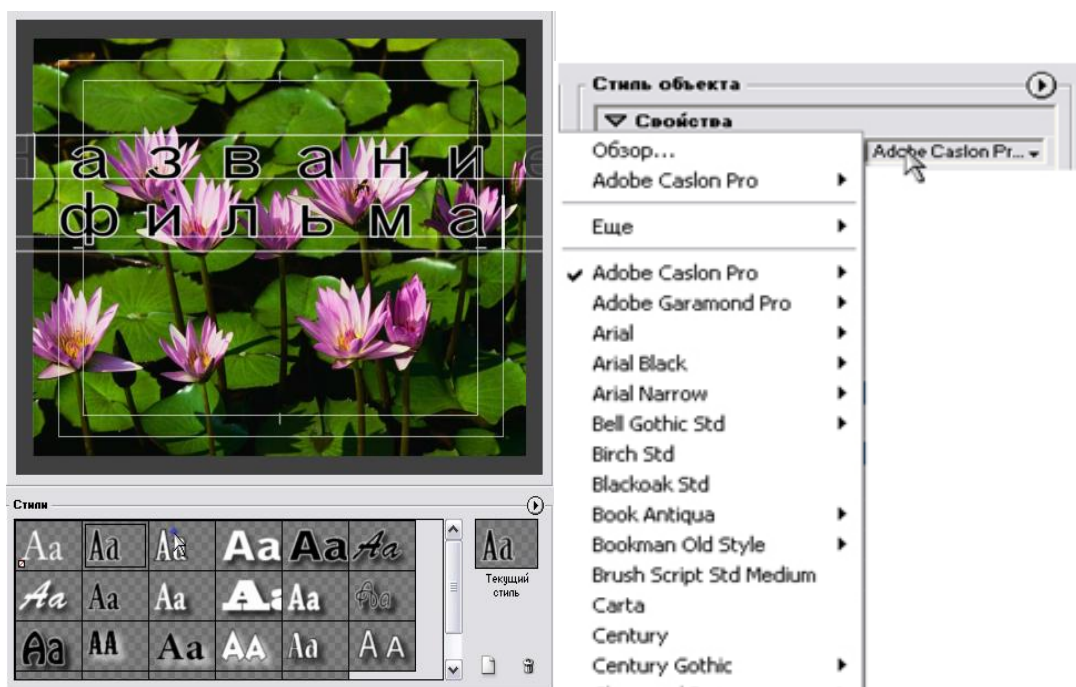 Название
фильма
Стили
Aa Aa Aa Aa Aa Aa
Aa Aa Aa Aa Aa Aa
Aa AA Aa AA Aa AA
Aa
Текущий
стиль
Стиль объекта
Свойства
Adobe Caslon Pr...
Обзор...
Adobe Caslon Pro
Еще
Adobe Caslon Pro
Adobe Garamond Pro
Arial
Arial Black
Arial Narrow
Bell Gothic Std
Birch Std
Blackoak Std
Book Antiqua
Bookman Old Style
Brush Script Std Medium
Carta
Century
Century Gothic